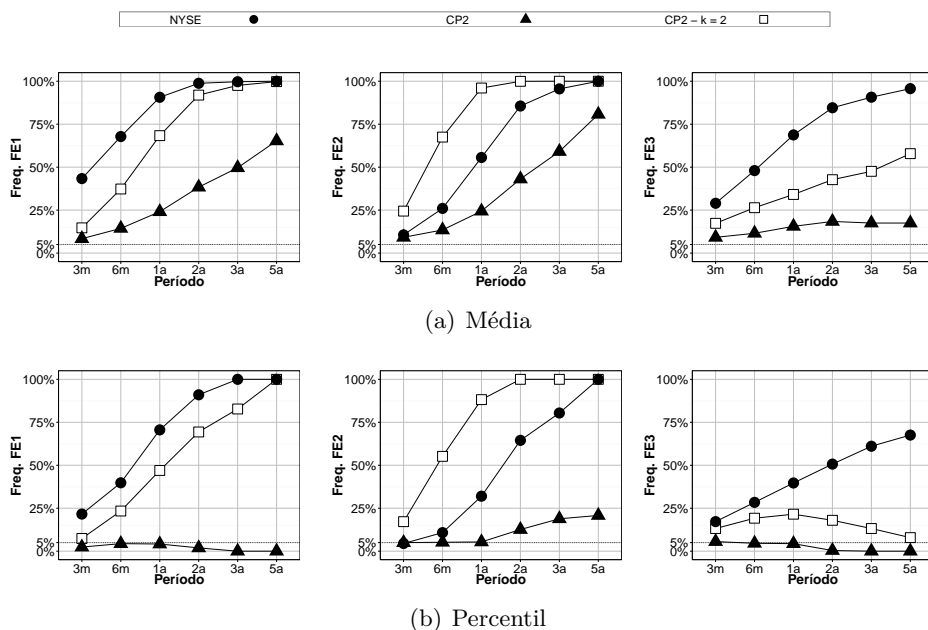 NYSE CP2 CP2 − k = 2
Freq. FE1
100%
75%
50%
25%
5%
0%
3m 6m 1a 2a 3a 5a
Período
Freq. FE2
100%
75%
50%
25%
5%
0%
3m 6m 1a 2a 3a 5a
Período
Freq. FE3
100%
75%
50%
25%
5%
0%
3m 6m 1a 2a 3a 5a
Período
(a) Média
Freq. FE1
100%
75%
50%
25%
5%
0%
3m 6m 1a 2a 3a 5a
Período
Freq. FE2
100%
75%
50%
25%
5%
0%
3m 6m 1a 2a 3a 5a
Período
Freq. FE3
100%
75%
50%
25%
5%
0%
3m 6m 1a 2a 3a 5a
Período
(b) Percentil